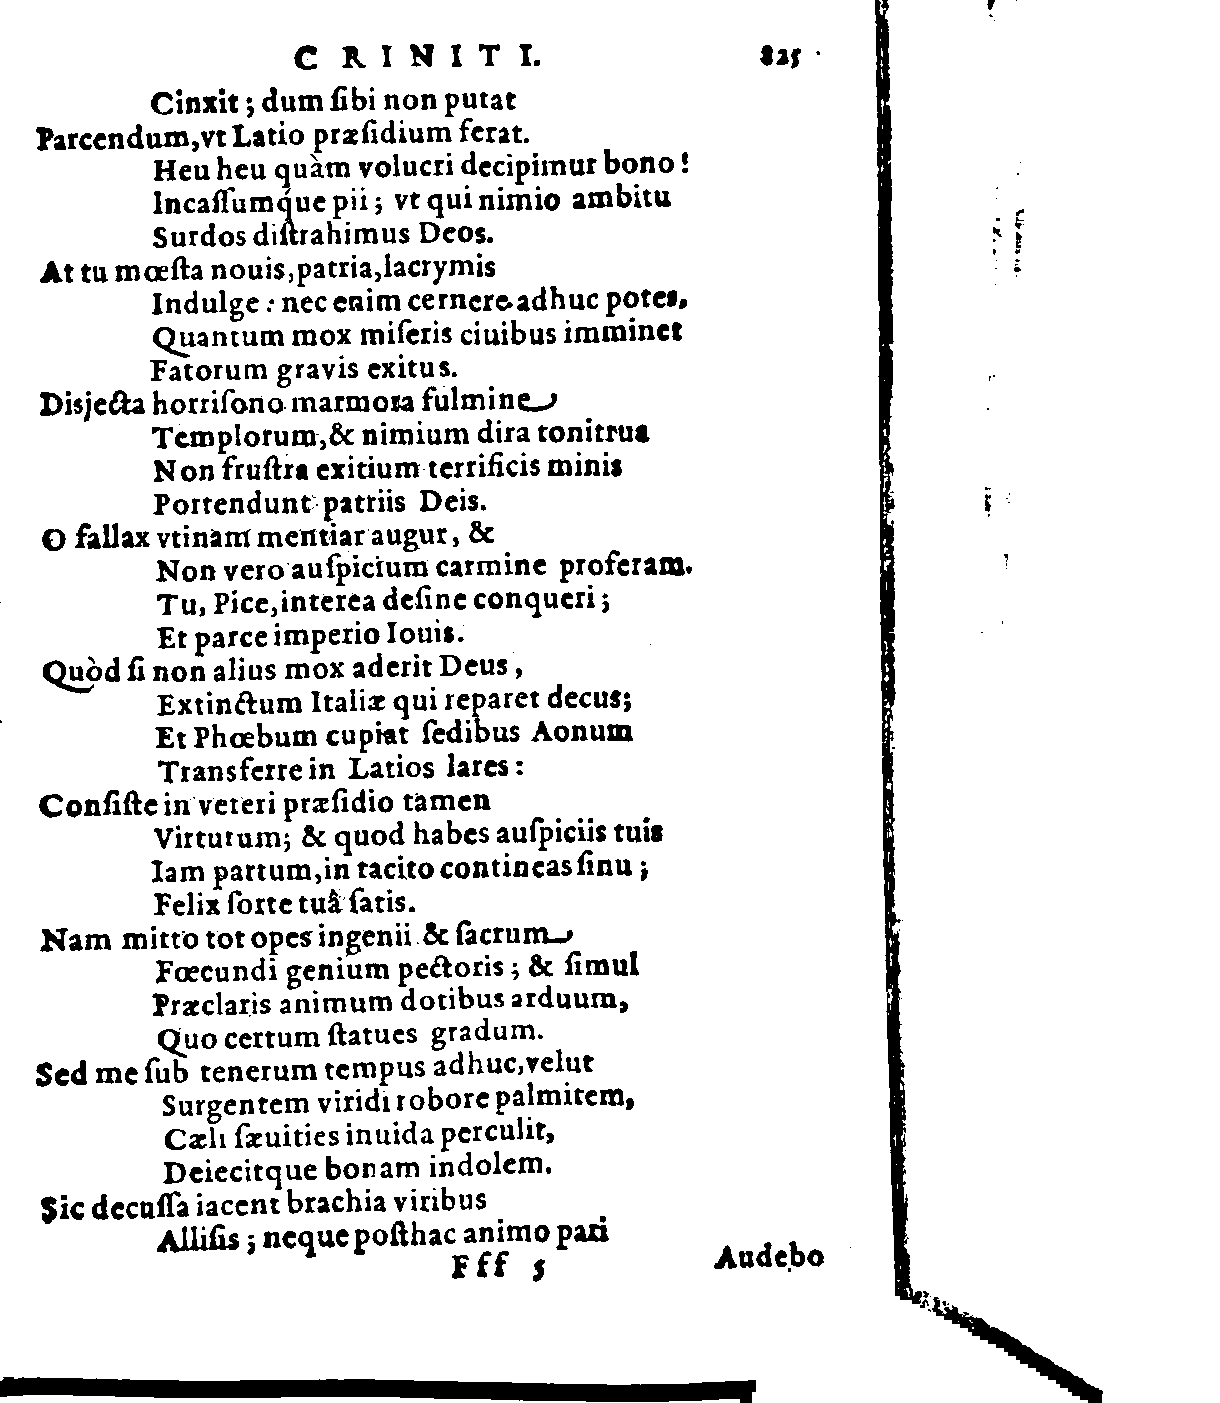 CRINITI. 825
Cinxit; dum ſibi non putat
Parcendum, vt Latio præſidium ferat.
Heu heu quàm volucri decipimur bono!
Incaſſumq́ue pii; vt qui nimio ambitu
Surdos diſtrahimus Deos.
At tu mœſta nouis, patria, lacrymis
Indulge: nec enim cernere adhuc potes,
Quantum mox miſeris ciuibus imminet
Fatorum gravis exitus.
Disjecta horriſono marmora fulmine
Templorum, & nimium dira tonitrua
Non fruſtra exitium terrificis minis
Portendunt patriis Deis.
O fallax vtinam mentiar augur, &
Non vero auſpicium carmine proferam.
Tu, Pice, interea deſine conqueri;
Et parce imperio Iouis.
Quòd ſi non alius mox aderit Deus,
Extinctum Italiæ qui reparet decus;
Et Phœbum cupiat ſedibus Aonum
Transferre in Latios lares:
Conſiſte in veteri præſidio tamen
Virtutum; & quod habes auſpiciis tuis
Iam partum, in tacito contineas ſinu;
Felix ſorte tuâ ſatis.
Nam mitto tot opes ingenii & ſacrum
Fœcundi genium pectoris; & ſimul
Præclaris animum dotibus arduum,
Quo certum ſtatues gradum.
Sed me ſub tenerum tempus adhuc, velut
Surgentem viridi robore palmitem,
Cæli ſæuities inuida perculit,
Deiecitque bonam indolem.
Sic decuſſa iacent brachia viribus
Alliſis; neque poſthac animo pari
Fff 5 Audebo